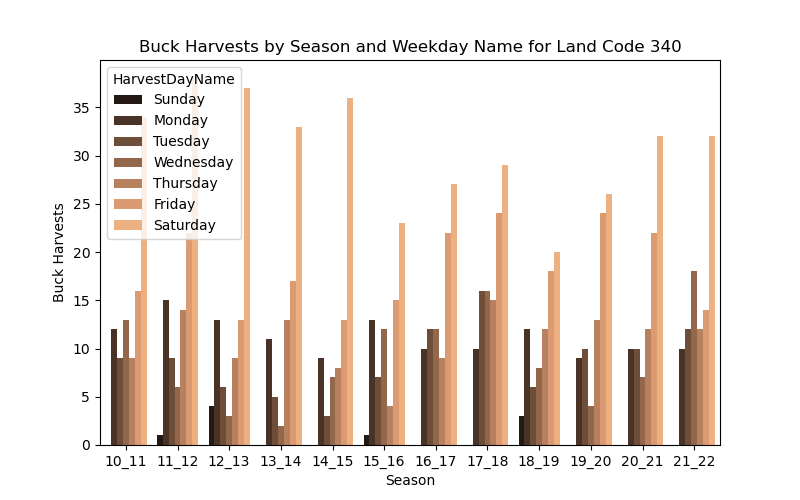 Buck Harvests by Season and Weekday Name for Land Code 340
HarvestDayName
Sunday
Monday
Tuesday
Wednesday
Thursday
Friday
Saturday
Buck Harvests
35
30
25
20
15
10
5
0
10_11 11_12 12_13 13_14 14_15 15_16 16_17 17_18 18_19 19_20 20_21 21_22
Season